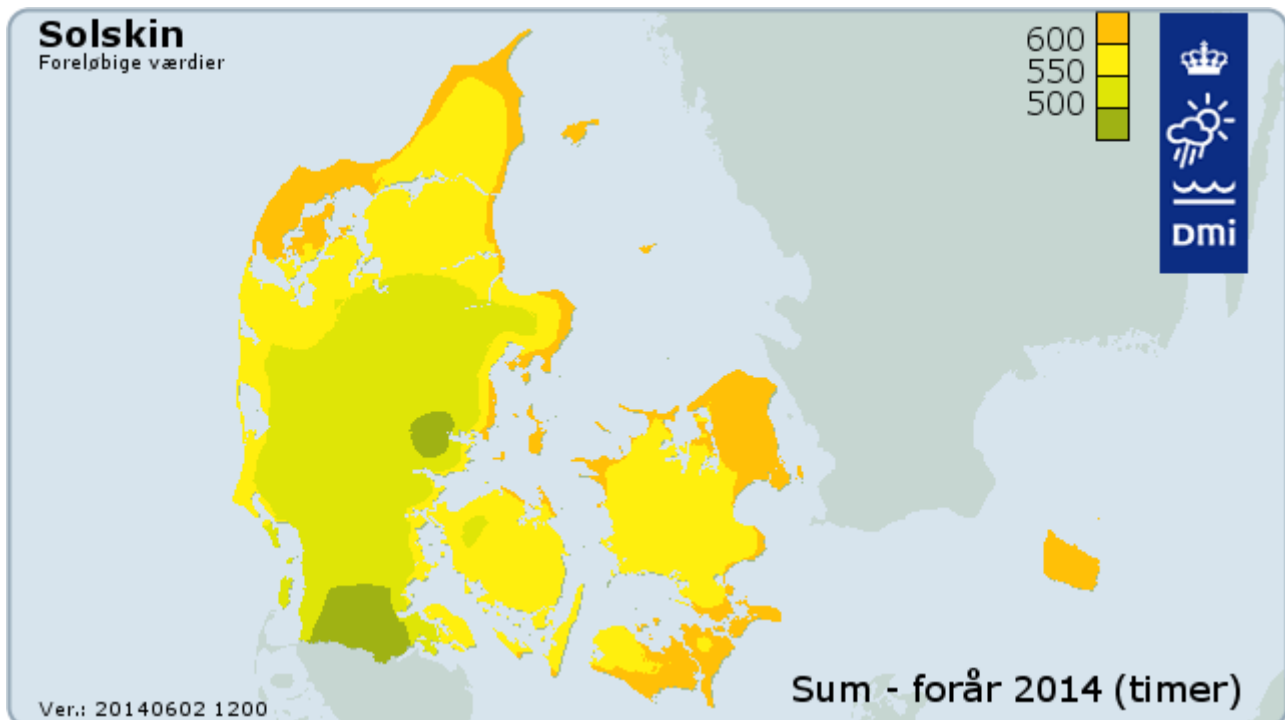 Solskin
Foreløbige værdier
600
550
500
DMi
Sum - forår 2014 (timer)
Ver.: 20140602 1200